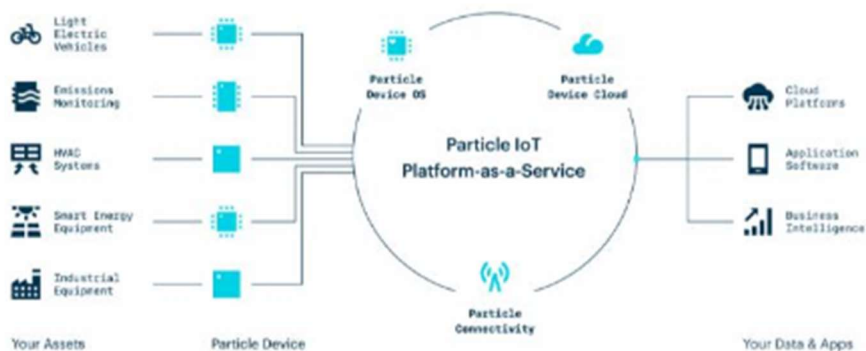 Light
Electric
Vehicles
Emissions
Monitoring
HVAC
Systems
Smart Energy
Equipment
Industrial
Equipment
Your Assets
Particle Device
Particle
Device OS
Particle
Device Cloud
Particle IoT
Platform-as-a-Service
Particle
Connectivity
Cloud
Platforms
Application
Software
Business
Intelligence
Your Data & Apps